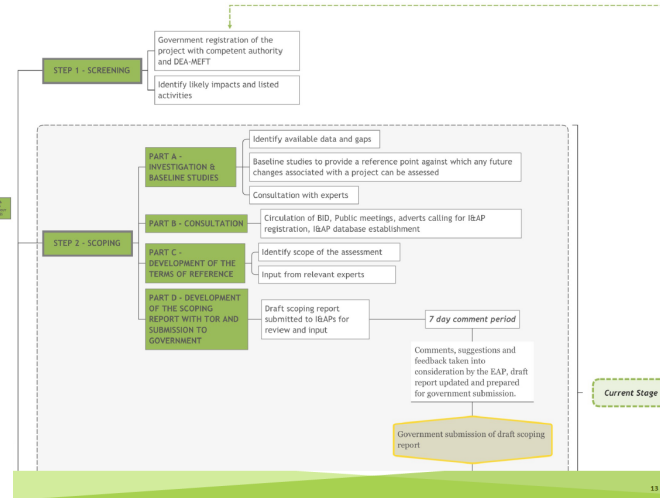 Government registration of the
project with competent authority
and DEA-MEFT
STEP 1 - SCREENING
Identify likely impacts and listed
activities
Identify available data and gaps
PART A -
INVESTIGATION &
BASELINE STUDIES
Baseline studies to provide a reference point against which any future
changes associated with a project can be assessed
Consultation with experts
PART B - CONSULTATION
Circulation of BID, Public meetings, adverts calling for I&AP
registration, I&AP database establishment
STEP 2 - SCOPING
PART C -
DEVELOPMENT OF THE
TERMS OF REFERENCE
Identify scope of the assessment
Input from relevant experts
PART D - DEVELOPMENT
OF THE SCOPING
REPORT WITH TOR AND
SUBMISSION TO
GOVERNMENT
Draft scoping report
submitted to I&APs for
review and input
7 day comment period
Comments, suggestions and
feedback taken into
consideration by the EAP, draft
report updated and prepared
for government submission.
Current Stage
Government submission of draft scoping
report
13